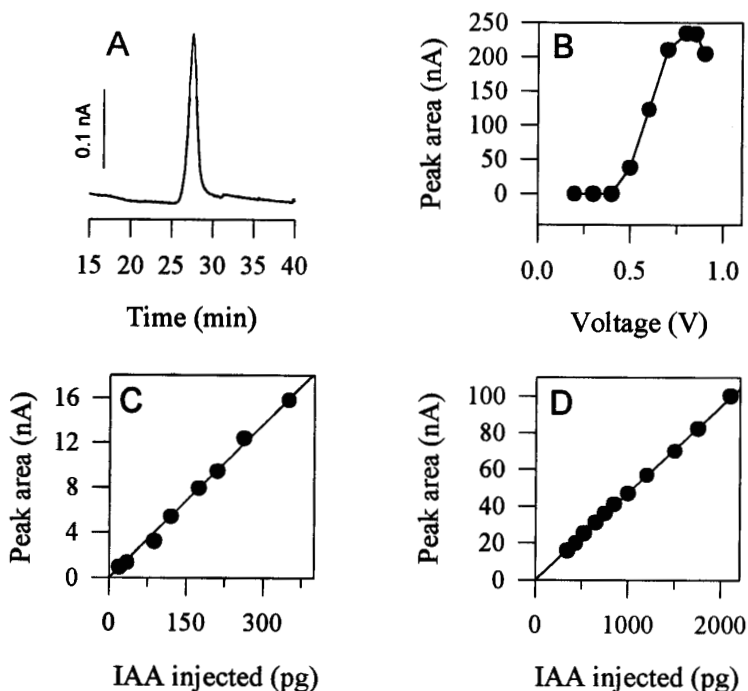 A
0.1 nA
15 20 25 30 35 40
Time (min)
B
Peak area (nA)
250
200
150
100
50
0
0.0 0.5 1.0
Voltage (V)
C
Peak area (nA)
16
12
8
4
0
0 150 300
IAA injected (pg)
D
Peak area (nA)
100
80
60
40
20
0
0 1000 2000
IAA injected (pg)